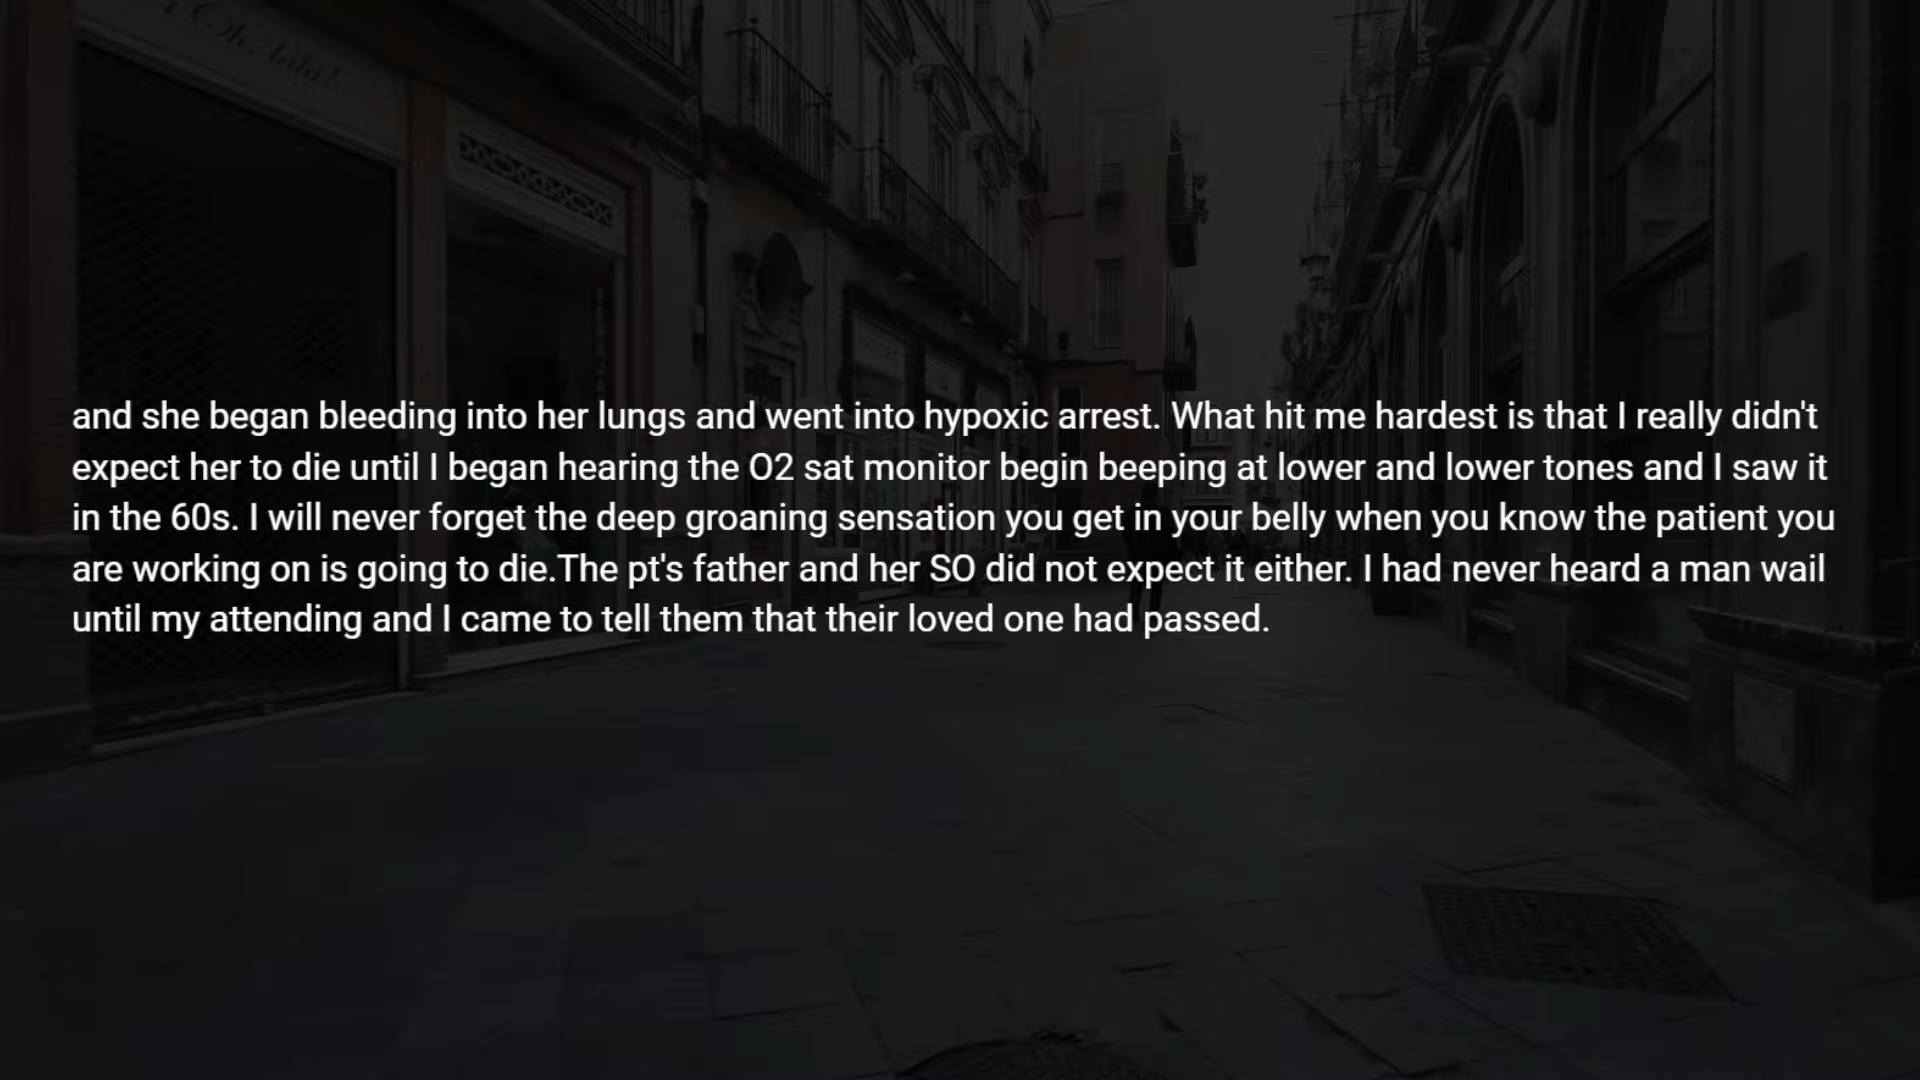 and she began bleeding into her lungs and went into hypoxic arrest. What hit me hardest is that I really didn't
expect her to die until I began hearing the O2 sat monitor begin beeping at lower and lower tones and I saw it
in the 60s. I will never forget the deep groaning sensation you get in your belly when you know the patient you
are working on is going to die.The pt's father and her SO did not expect it either. I had never heard a man wail
until my attending and I came to tell them that their loved one had passed.